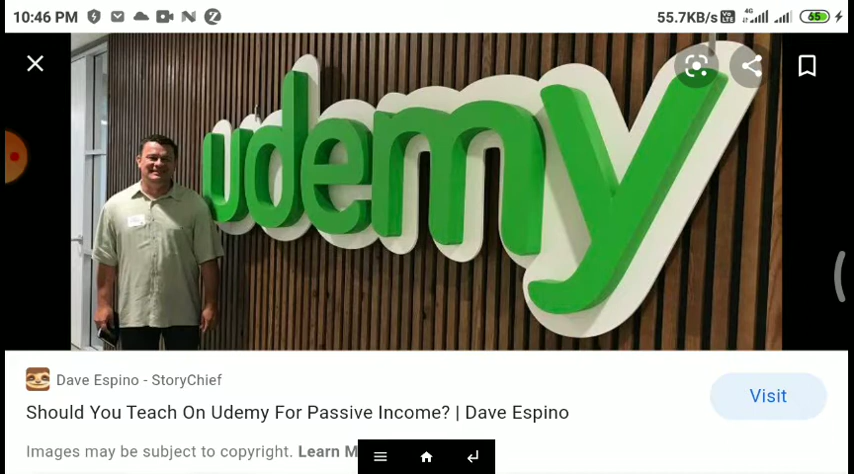 10:46 PM
55.7KB/s
4G
65
udemy
Dave Espino - StoryChief
Visit
Should You Teach On Udemy For Passive Income? | Dave Espino
Images may be subject to copyright. Learn M